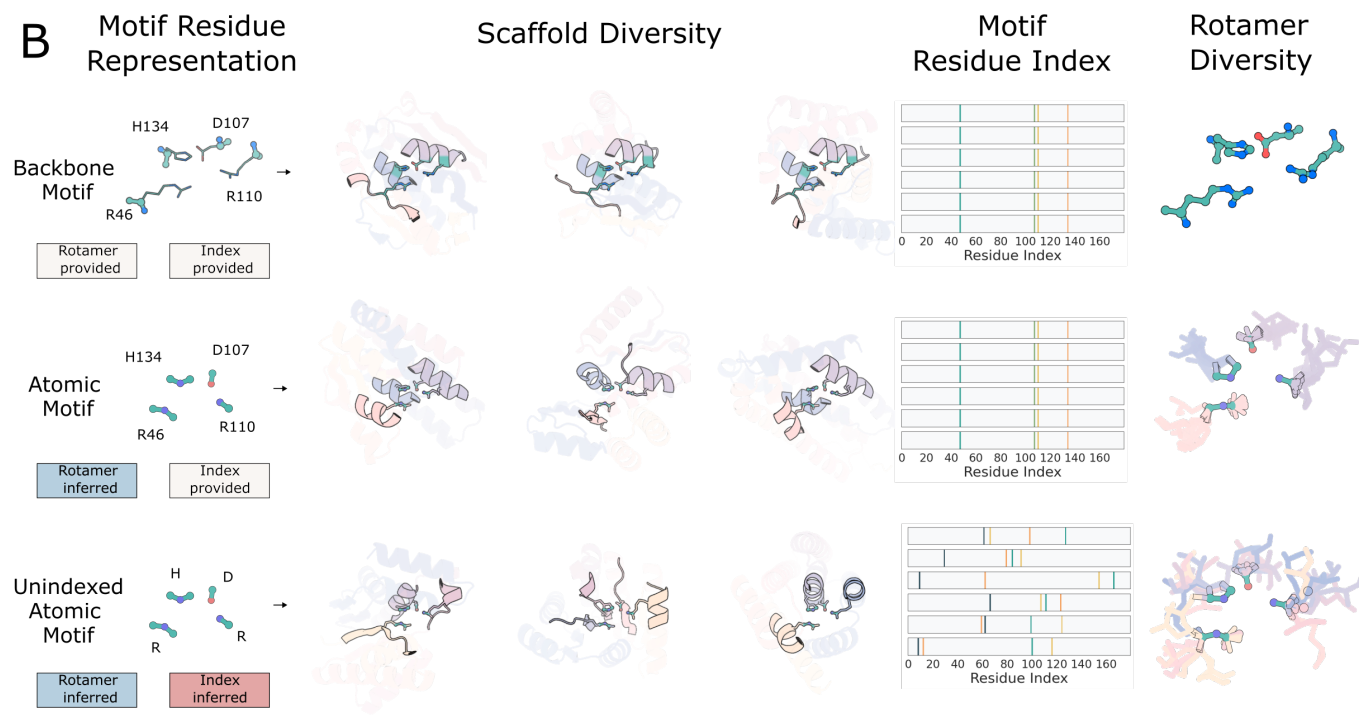 B
Motif Residue
Representation
Scaffold Diversity
Motif
Residue Index
Rotamer
Diversity
Backbone
Motif
H134
D107
R46
R110
Rotamer
provided
Index
provided
0 20 40 60 80 100 120 140 160
Residue Index
Atomic
Motif
H134
D107
R46
R110
Rotamer
inferred
Index
provided
0 20 40 60 80 100 120 140 160
Residue Index
Unindexed
Atomic
Motif
H
D
R
R
Rotamer
inferred
Index
inferred
0 20 40 60 80 100 120 140 160
Residue Index